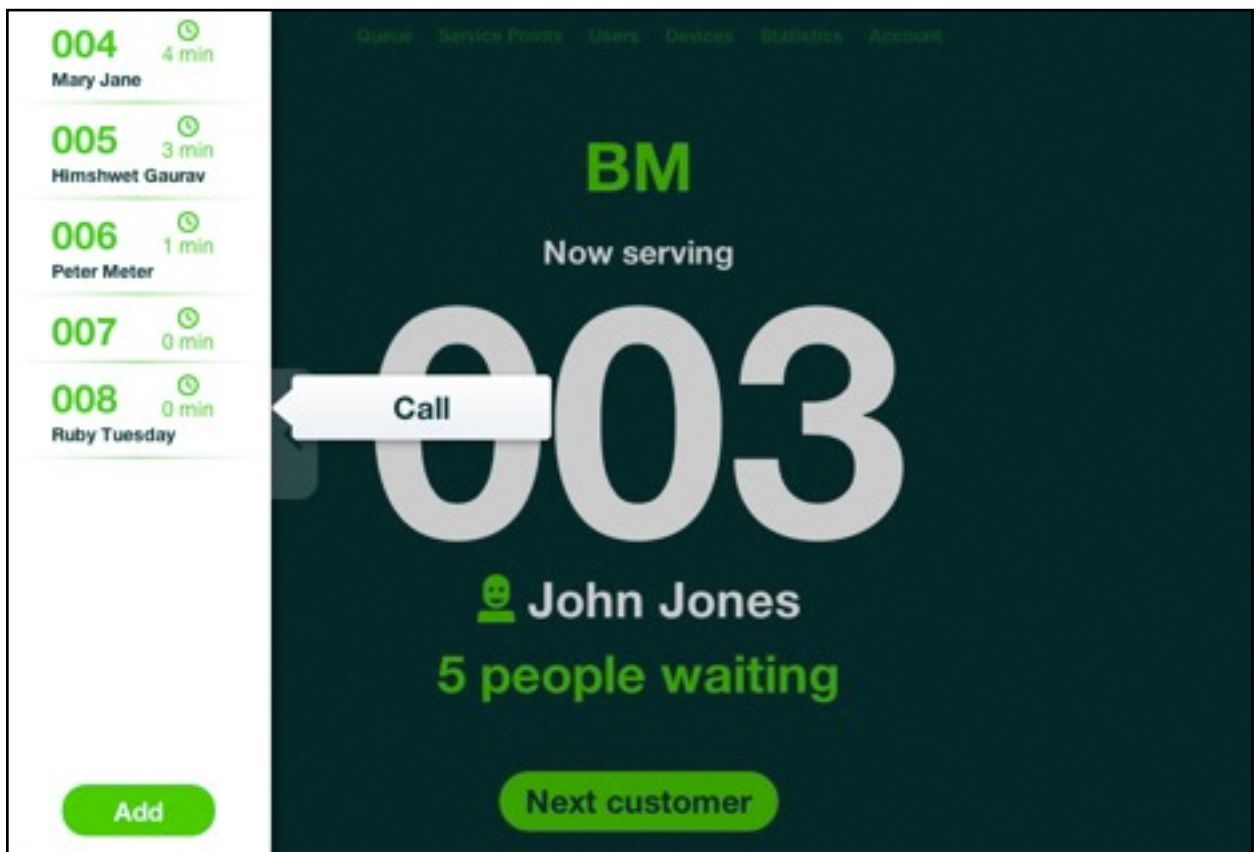 004
4 min
Mary Jane
005
3 min
Himshwet Gaurav
006
1 min
Peter Meter
007
0 min
008
0 min
Ruby Tuesday
Add
Queue Service Points Users Devices Statistics Account
BM
Now serving
003
Call
John Jones
5 people waiting
Next customer